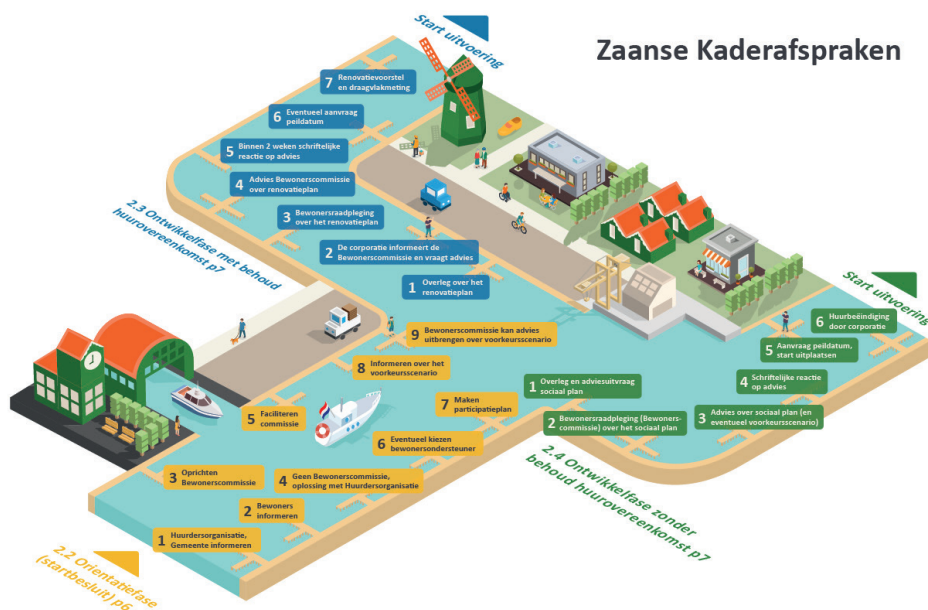 Zaanse Kaderafspraken
Start uitvoering
7 Renovatievoorstel
en draagvlakmeting
6 Eventueel aanvraag
peildatum
5 Binnen 2 weken schriftelijke
reactie op advies
4 Advies Bewonerscommissie
over renovatieplan
3 Bewonersraadpleging
over het renovatieplan
2 De corporatie informeert de
Bewonerscommissie en vraagt advies
1 Overleg over het
renovatieplan
2.3 Ontwikkelfase met behoud
huurovereenkomst p7
Start uitvoering
6 Huurbeëindiging
door corporatie
5 Aanvraag peildatum,
start uitplaatsen
4 Schriftelijke reactie
op advies
3 Advies over sociaal plan (en
eventueel voorkeursscenario)
2 Bewonersraadpleging (Bewoners-
commissie) over het sociaal plan
1 Overleg en adviesuitvraag
sociaal plan
2.4 Ontwikkelfase zonder
behoud huurovereenkomst p7
9 Bewonerscommissie kan advies
uitbrengen over voorkeursscenario
8 Informeren over het
voorkeursscenario
7 Maken
participatieplan
6 Eventueel kiezen
bewonersondersteuner
5 Faciliteren
commissie
4 Geen Bewonerscommissie,
oplossing met Huurdersorganisatie
3 Oprichten
Bewonerscommissie
2 Bewoners
informeren
1 Huurdersorganisatie,
Gemeente informeren
2.2 Orientatiefase
(startbesluit) p6